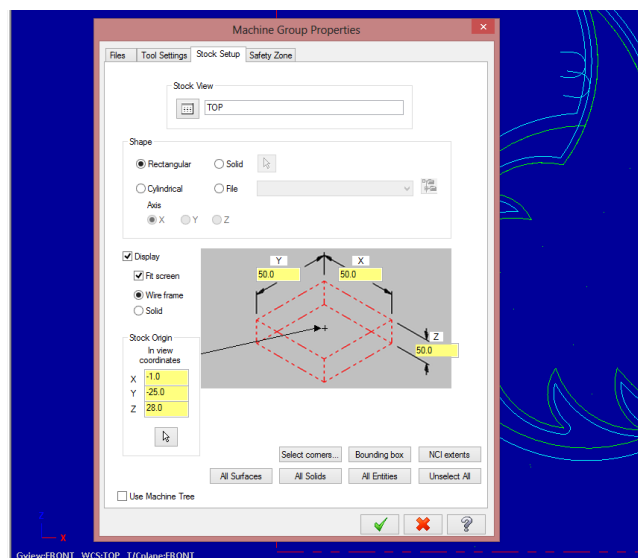 Machine Group Properties
Files Tool Settings Stock Setup Safety Zone
Stock View
TOP
Shape
Rectangular Solid
Cylindrical File
Axis
X Y Z
Display
Fit screen
Wire frame
Solid
Y X
50.0 50.0
Z
50.0
Stock Origin
In view
coordinates
X -1.0
Y -25.0
Z 28.0
Select corners... Bounding box NCI extents
All Surfaces All Solids All Entities Unselect All
Use Machine Tree
Z
X
Gview:FRONT WCS:TOP T/Cplane:FRONT